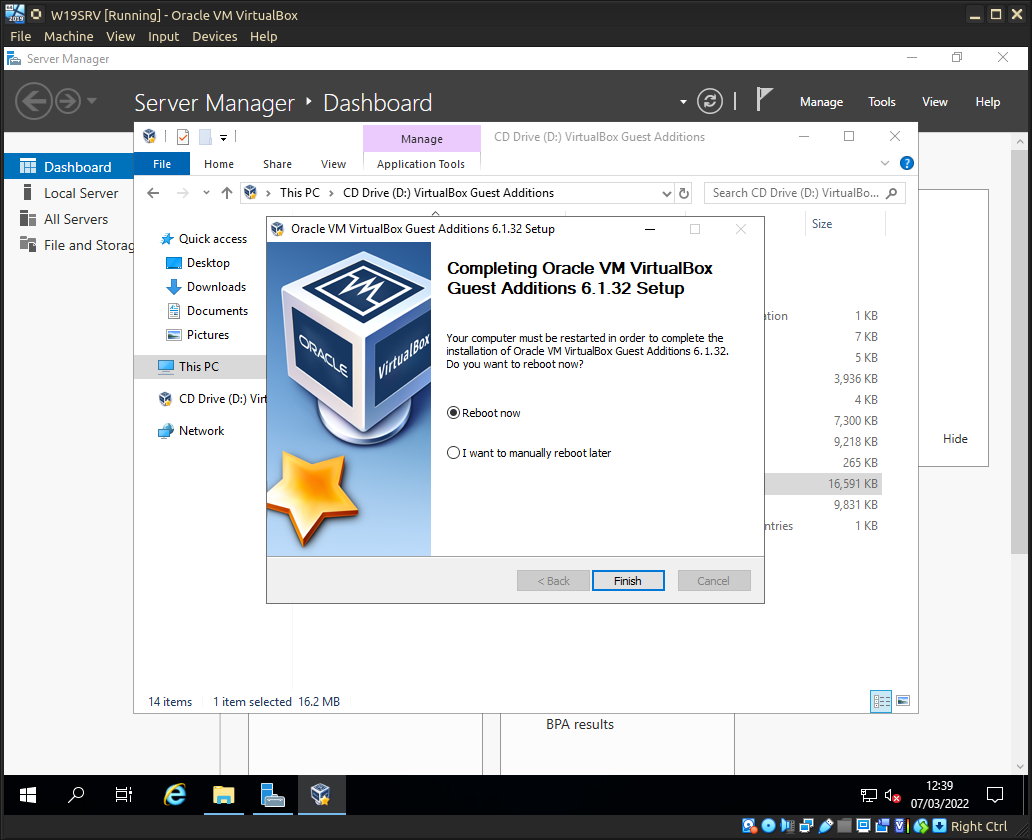 W19SRV [Running] - Oracle VM VirtualBox
File Machine View Input Devices Help
Server Manager
Server Manager Dashboard
Manage Tools View Help
Manage
CD Drive (D:) VirtualBox Guest Additions
File Home Share View Application Tools
This PC CD Drive (D:) VirtualBox Guest Additions
Search CD Drive (D:) VirtualBo...
Dashboard
Local Server
All Servers
File and Storag
Quick access
Desktop
Downloads
Documents
Pictures
This PC
CD Drive (D:) Virt
Network
Size
ation 1 KB
7 KB
5 KB
3,936 KB
4 KB
7,300 KB
9,218 KB
265 KB
16,591 KB
9,831 KB
ntries 1 KB
Hide
Oracle VM VirtualBox Guest Additions 6.1.32 Setup
ORACLE
VirtualBox
Completing Oracle VM VirtualBox
Guest Additions 6.1.32 Setup
Your computer must be restarted in order to complete the
installation of Oracle VM VirtualBox Guest Additions 6.1.32.
Do you want to reboot now?
Reboot now
I want to manually reboot later
< Back Finish Cancel
14 items 1 item selected 16.2 MB
BPA results
12:39
07/03/2022
Right Ctrl